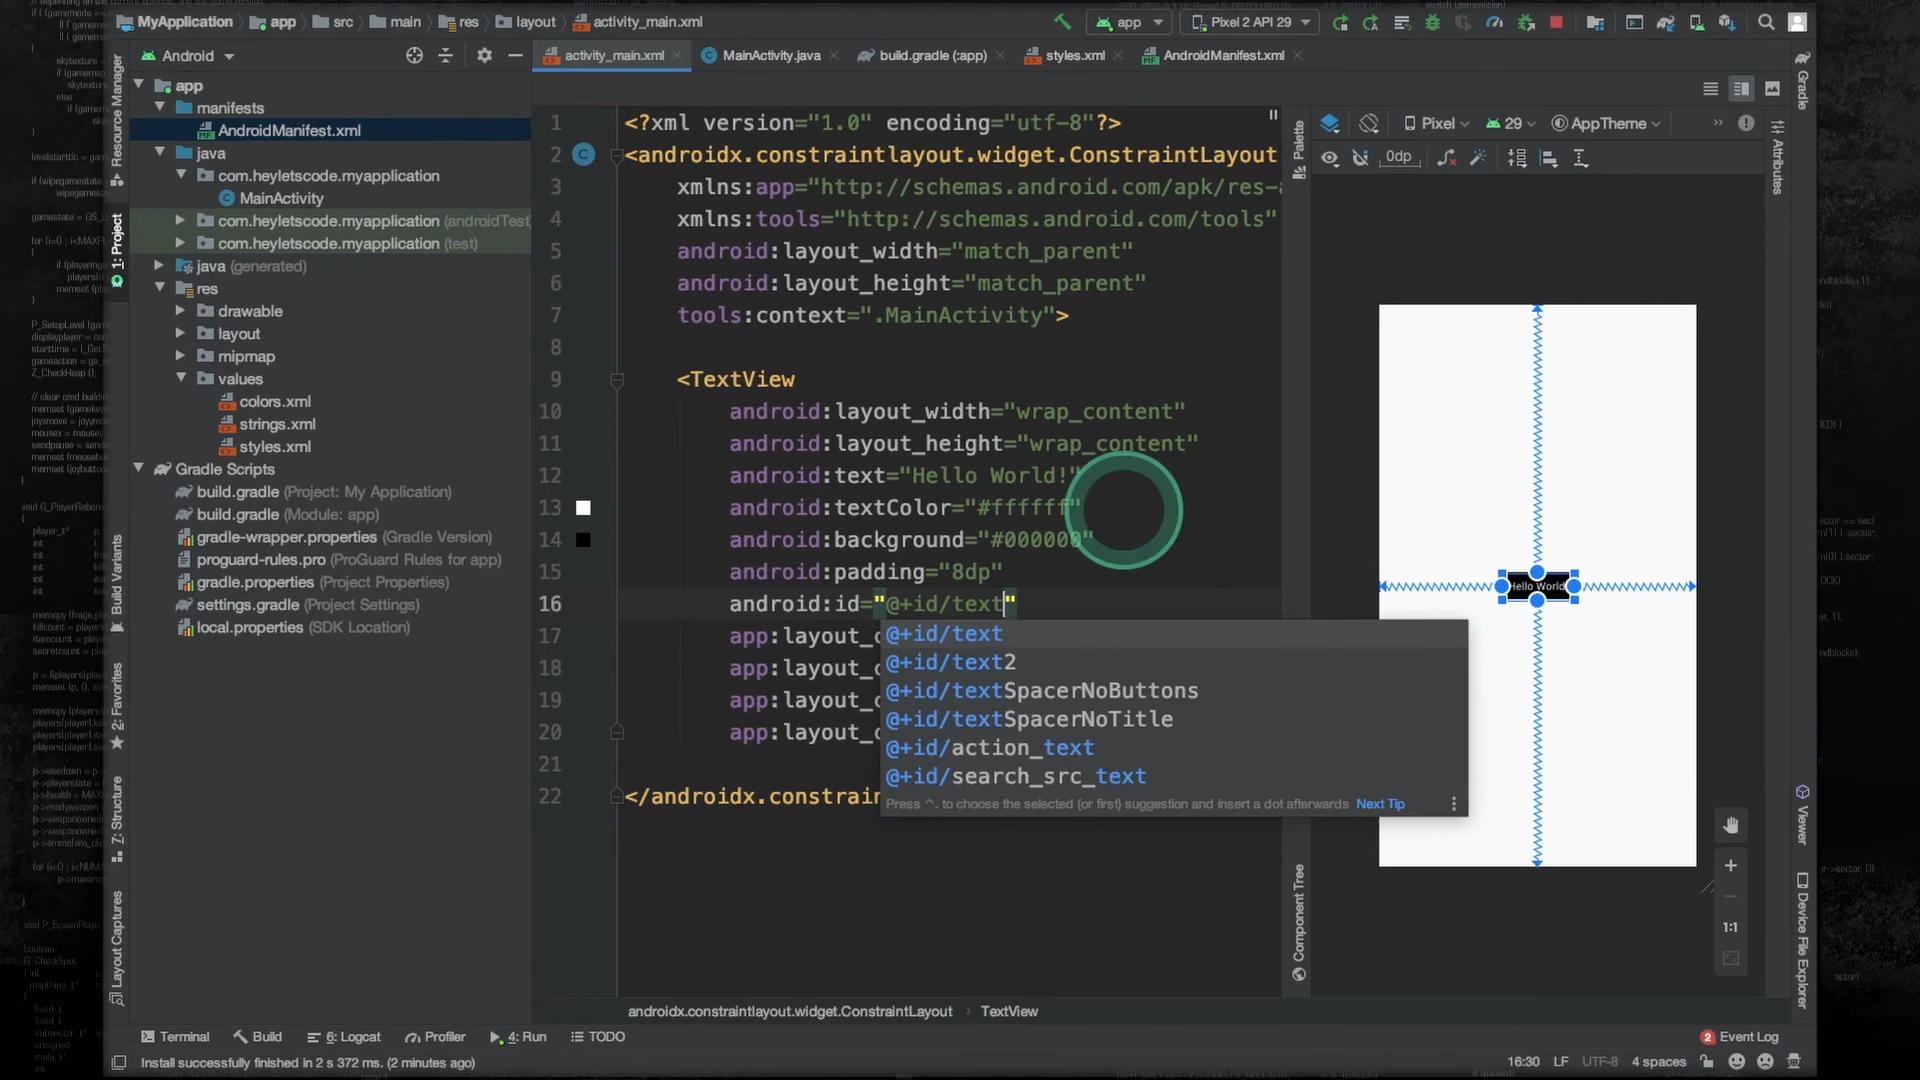 MyApplication app src main res layout activity_main.xml
app Pixel 2 API 29
Android
activity_main.xml MainActivity.java build.gradle (:app) styles.xml AndroidManifest.xml
app
manifests
AndroidManifest.xml
java
com.heyletscode.myapplication
MainActivity
com.heyletscode.myapplication (androidTest
com.heyletscode.myapplication (test)
java (generated)
res
drawable
layout
mipmap
values
colors.xml
strings.xml
styles.xml
Gradle Scripts
build.gradle (Project: My Application)
build.gradle (Module: app)
gradle-wrapper.properties (Gradle Version)
proguard-rules.pro (ProGuard Rules for app)
gradle.properties (Project Properties)
settings.gradle (Project Settings)
local.properties (SDK Location)
Resource Manager
1: Project
Build Variants
2: Favorites
7: Structure
Layout Captures
1 <?xml version="1.0" encoding="utf-8"?>
2 <androidx.constraintlayout.widget.ConstraintLayout
3 xmlns:app="http://schemas.android.com/apk/res-a
4 xmlns:tools="http://schemas.android.com/tools"
5 android:layout_width="match_parent"
6 android:layout_height="match_parent"
7 tools:context=".MainActivity">
8
9 <TextView
10 android:layout_width="wrap_content"
11 android:layout_height="wrap_content"
12 android:text="Hello World!"
13 android:textColor="#ffffff"
14 android:background="#000000"
15 android:padding="8dp"
16 android:id="@+id/text"
17 app:layout_c
18 app:layout_c
19 app:layout_c
20 app:layout_c
21
22 </androidx.constrain
@+id/text
@+id/text2
@+id/textSpacerNoButtons
@+id/textSpacerNoTitle
@+id/action_text
@+id/search_src_text
Press ^. to choose the selected (or first) suggestion and insert a dot afterwards Next Tip
Palette
Component Tree
Pixel 29 AppTheme
0dp
Hello World
1:1
Gradle
Attributes
Viewer
Device File Explorer
androidx.constraintlayout.widget.ConstraintLayout › TextView
Terminal Build 6: Logcat Profiler 4: Run TODO
2 Event Log
Install successfully finished in 2 s 372 ms. (2 minutes ago)
16:30 LF UTF-8 4 spaces